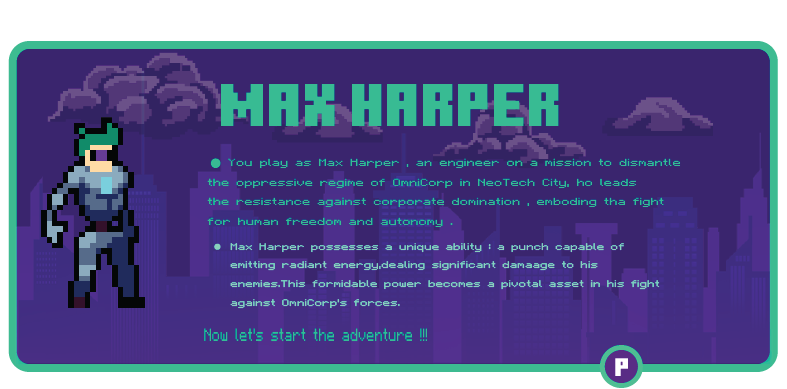 MAX HARPER
You play as Max Harper , an engineer on a mission to dismantle
the oppressive regime of OmniCorp in NeoTech City, ho leads
the resistance against corporate domination , emboding tha fight
for human freedom and autonomy .
Max Harper possesses a unique ability : a punch capable of
emitting radiant energy,dealing significant damaage to his
enemies.This formidable power becomes a pivotal asset in his fight
against OmniCorp's forces.
Now let's start the adventure !!!
P